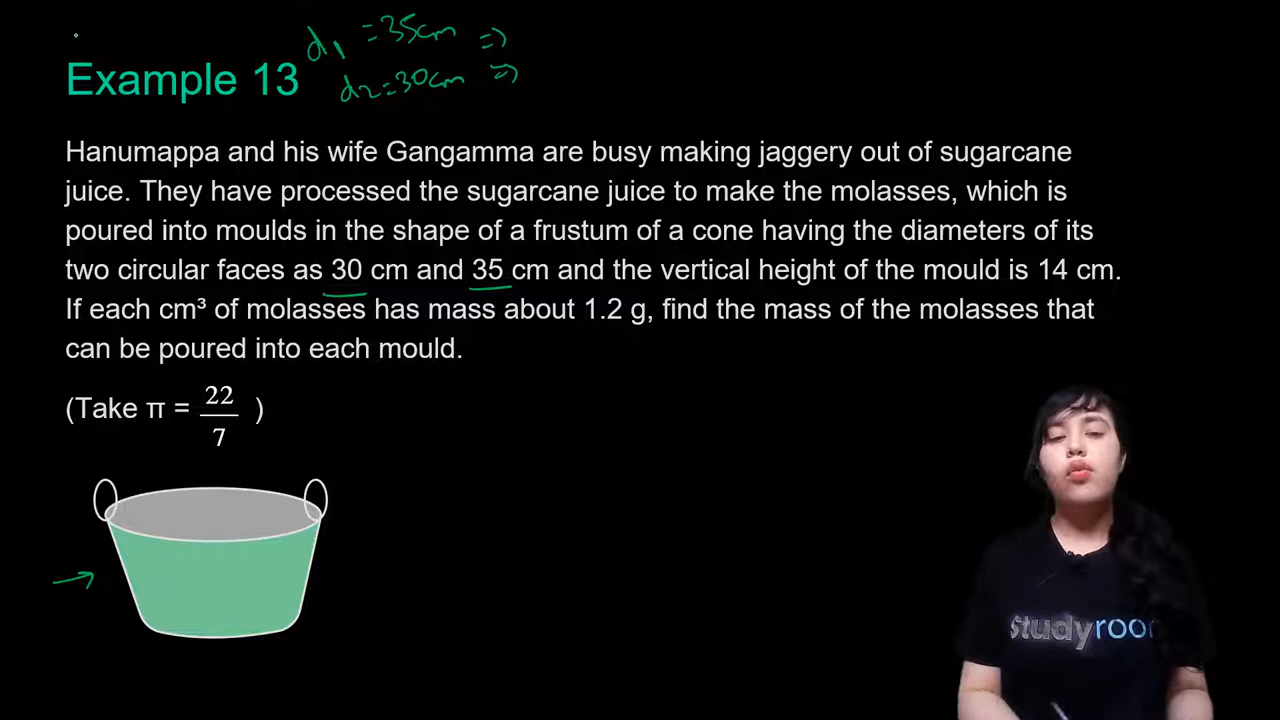 d1 = 35cm ⇒
d2 = 30cm ⇒
Example 13
Hanumappa and his wife Gangamma are busy making jaggery out of sugarcane
juice. They have processed the sugarcane juice to make the molasses, which is
poured into moulds in the shape of a frustum of a cone having the diameters of its
two circular faces as 30 cm and 35 cm and the vertical height of the mould is 14 cm.
If each cm³ of molasses has mass about 1.2 g, find the mass of the molasses that
can be poured into each mould.
(Take π = 22/7 )
Studyroom